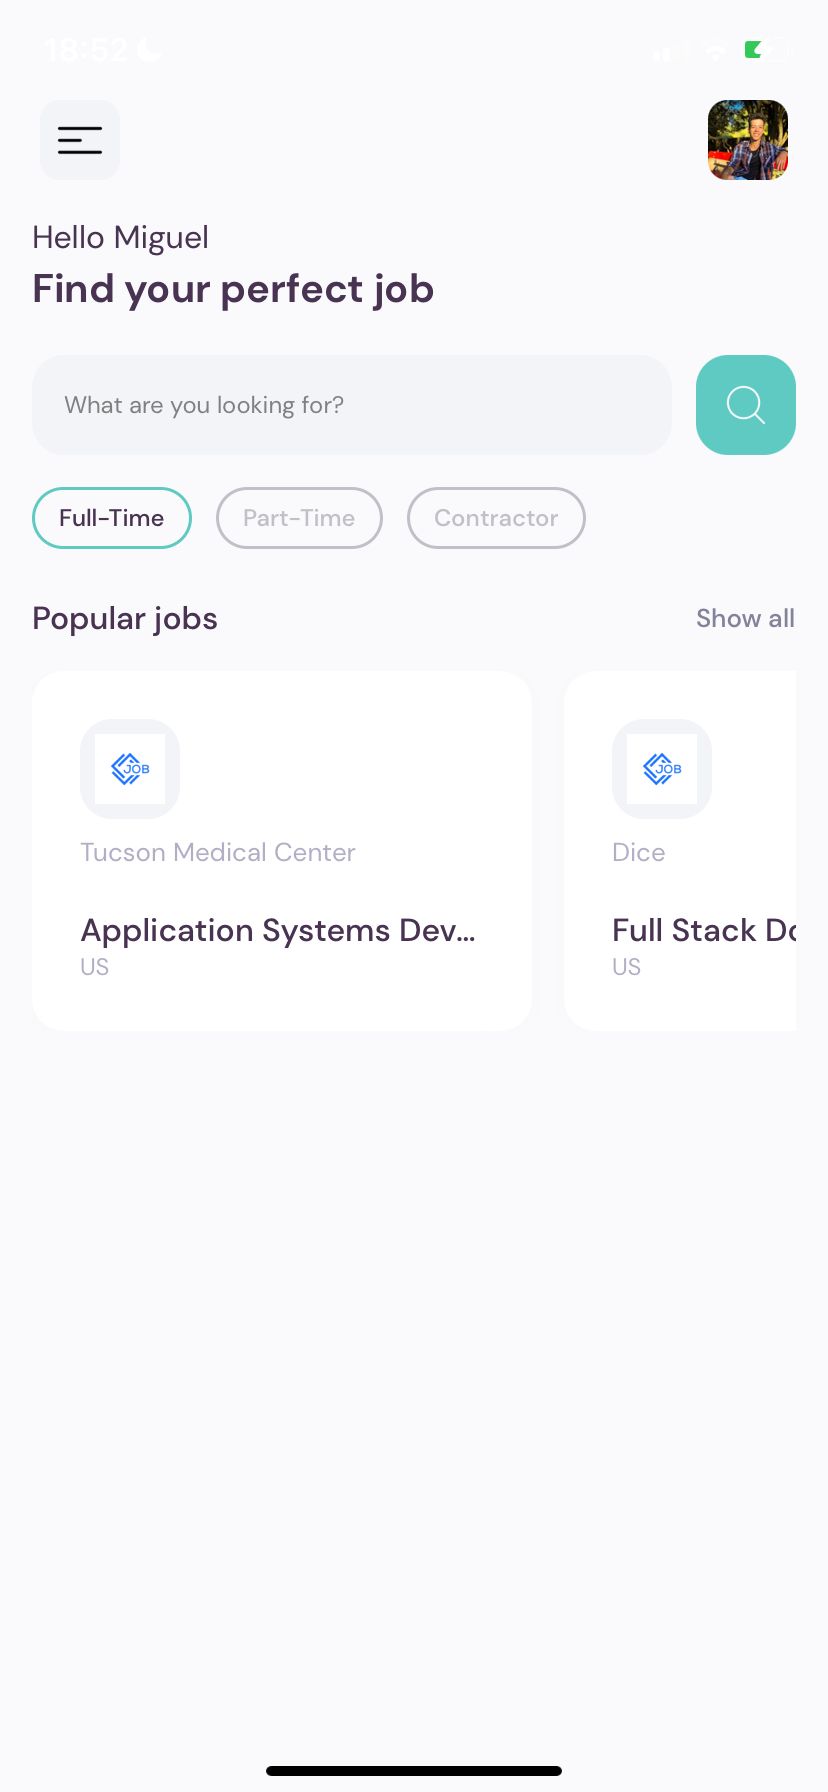 18:52
Hello Miguel
Find your perfect job
What are you looking for?
Full-Time Part-Time Contractor
Popular jobs Show all
JOB JOB
Tucson Medical Center Dice
Application Systems Dev... Full Stack
US US